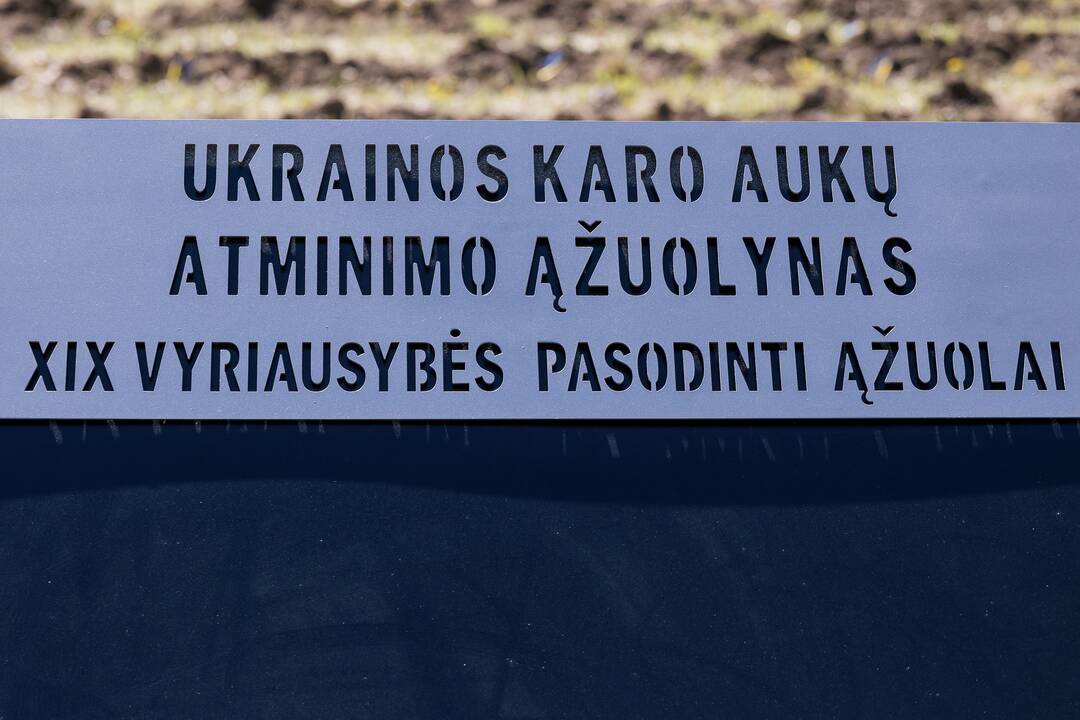 UKRAINOS KARO AUKŲ
ATMINIMO ĄŽUOLYNAS
XIX VYRIAUSYBĖS PASODINTI ĄŽUOLAI